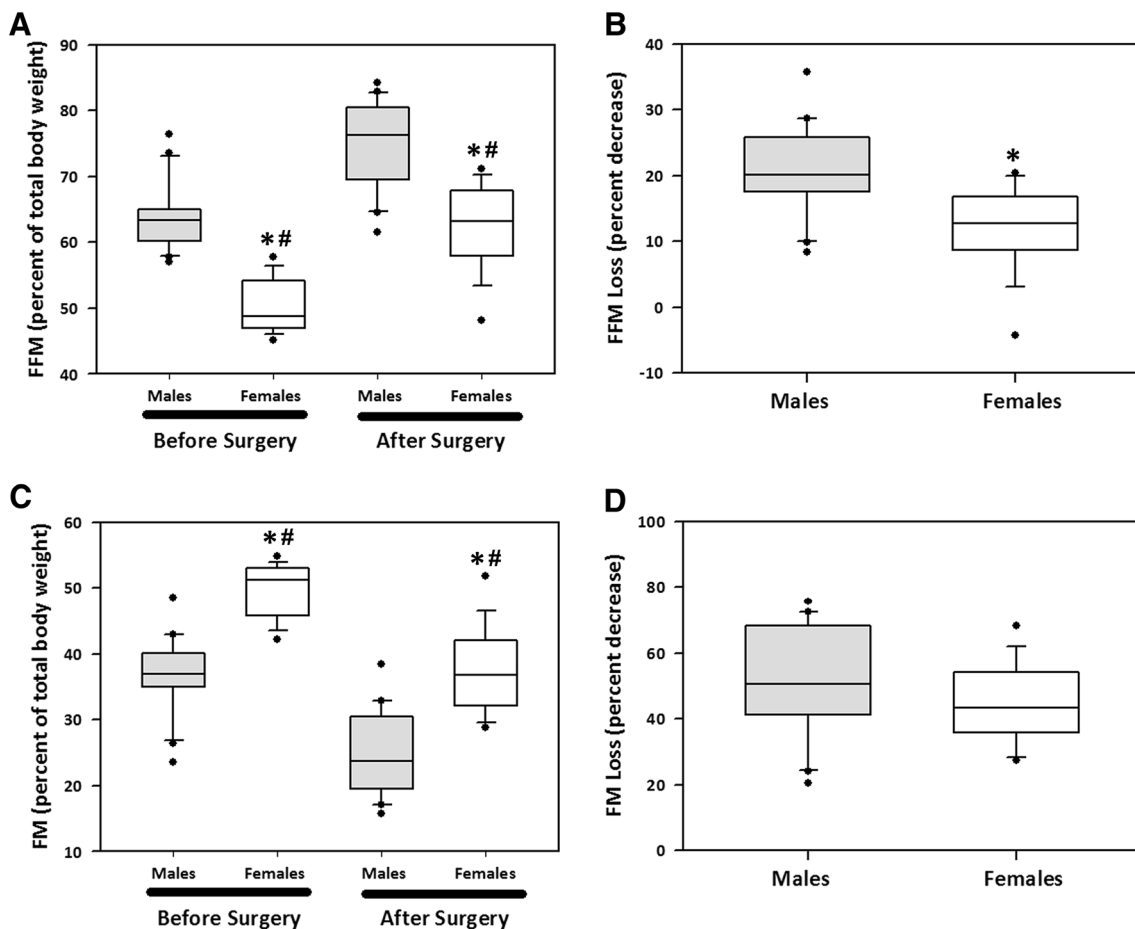 A
FFM (percent of total body weight)
90
80
70
60
50
40
*#
*#
Males Females Males Females
Before Surgery After Surgery
B
FFM Loss (percent decrease)
40
30
20
10
0
-10
*
Males Females
C
FM (percent of total body weight)
60
50
40
30
20
10
*#
*#
Males Females Males Females
Before Surgery After Surgery
D
FM Loss (percent decrease)
100
80
60
40
20
0
Males Females